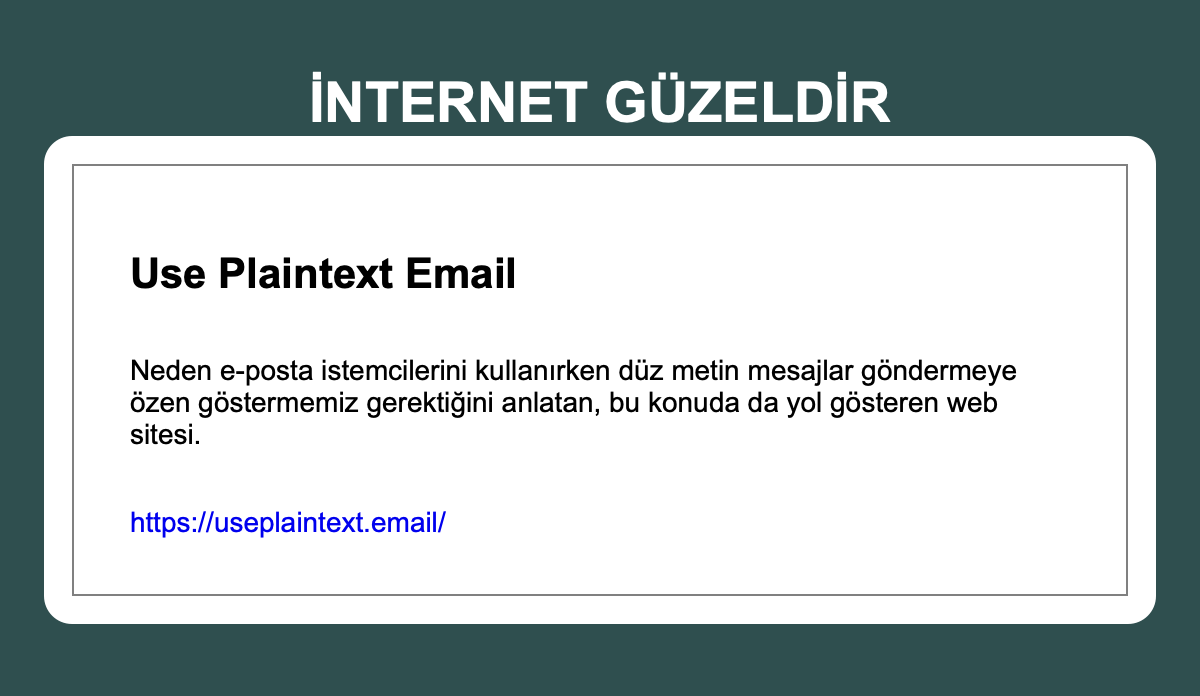 İNTERNET GÜZELDİR
Use Plaintext Email
Neden e-posta istemcilerini kullanırken düz metin mesajlar göndermeye
özen göstermemiz gerektiğini anlatan, bu konuda da yol gösteren web
sitesi.
https://useplaintext.email/